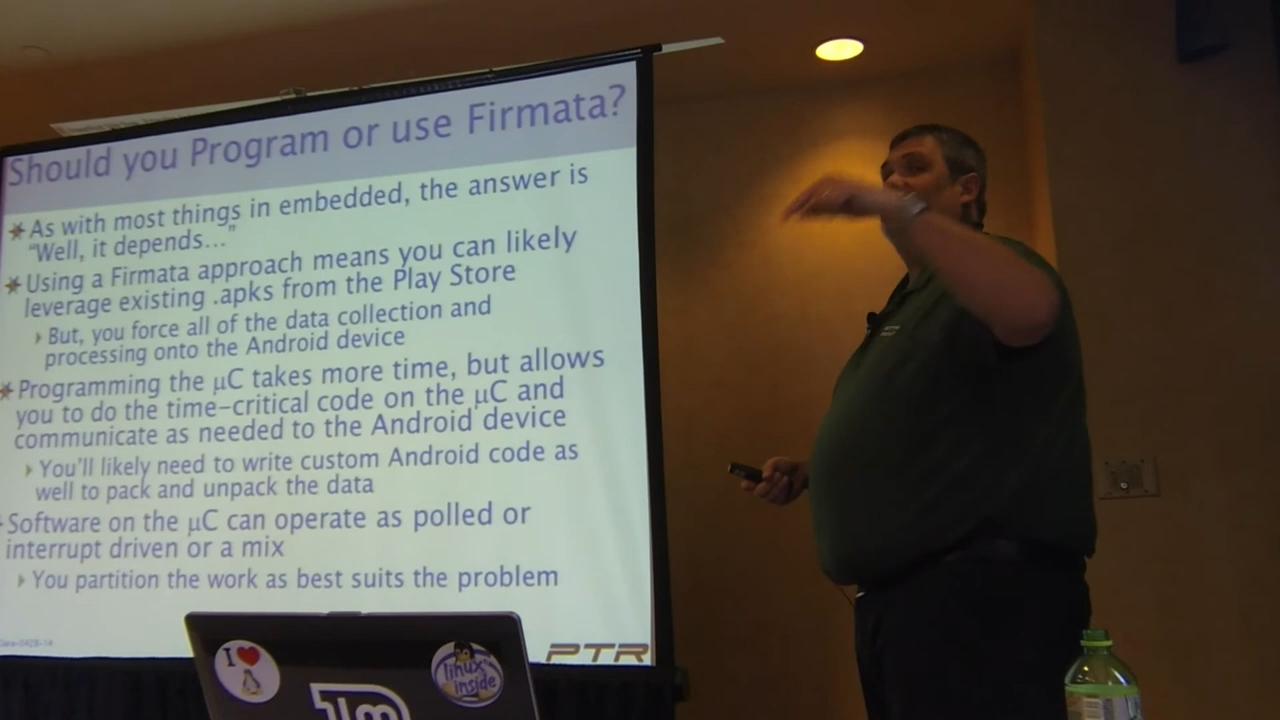 Should you Program or use Firmata?
As with most things in embedded, the answer is
“Well, it depends...”
Using a Firmata approach means you can likely
leverage existing .apks from the Play Store
But, you force all of the data collection and
processing onto the Android device
Programming the μC takes more time, but allows
you to do the time-critical code on the μC and
communicate as needed to the Android device
You'll likely need to write custom Android code as
well to pack and unpack the data
Software on the μC can operate as polled or
interrupt driven or a mix
You partition the work as best suits the problem
PTR
I
linux
inside